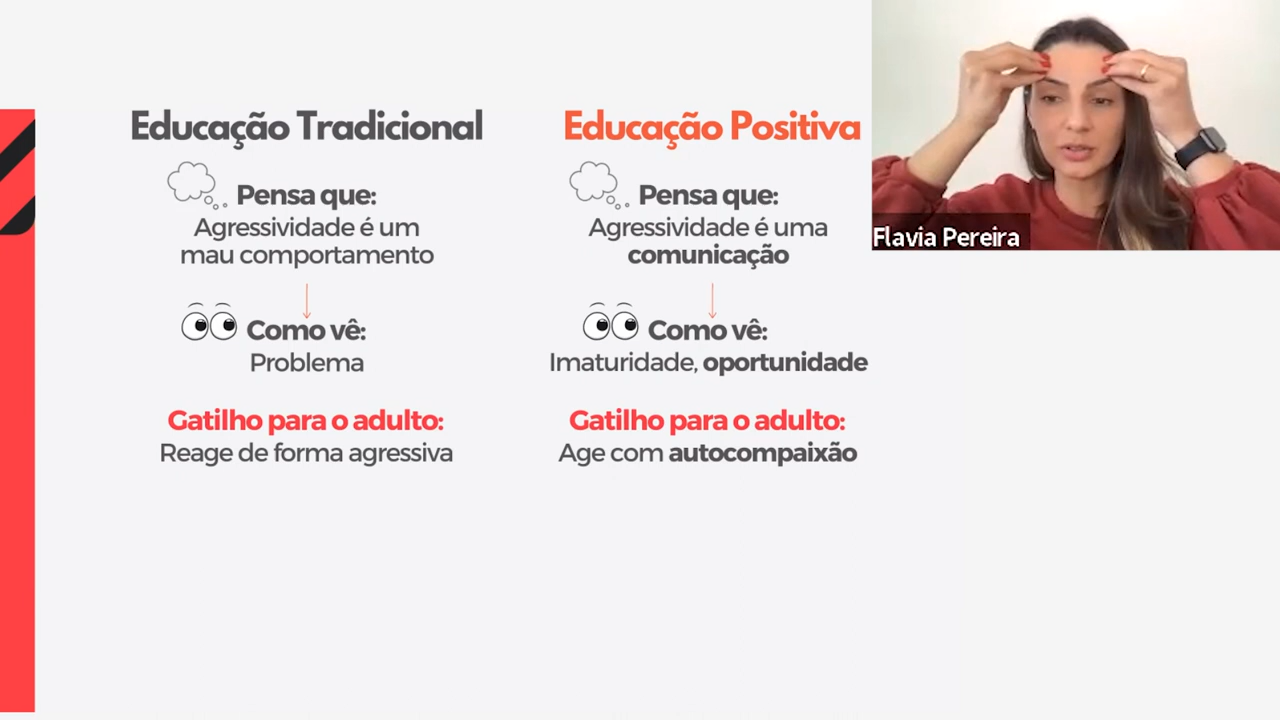 Educação Tradicional
Pensa que:
Agressividade é um
mau comportamento
Como vê:
Problema
Gatilho para o adulto:
Reage de forma agressiva
Educação Positiva
Pensa que:
Agressividade é uma
comunicação
Como vê:
Imaturidade, oportunidade
Gatilho para o adulto:
Age com autocompaixão
Flavia Pereira